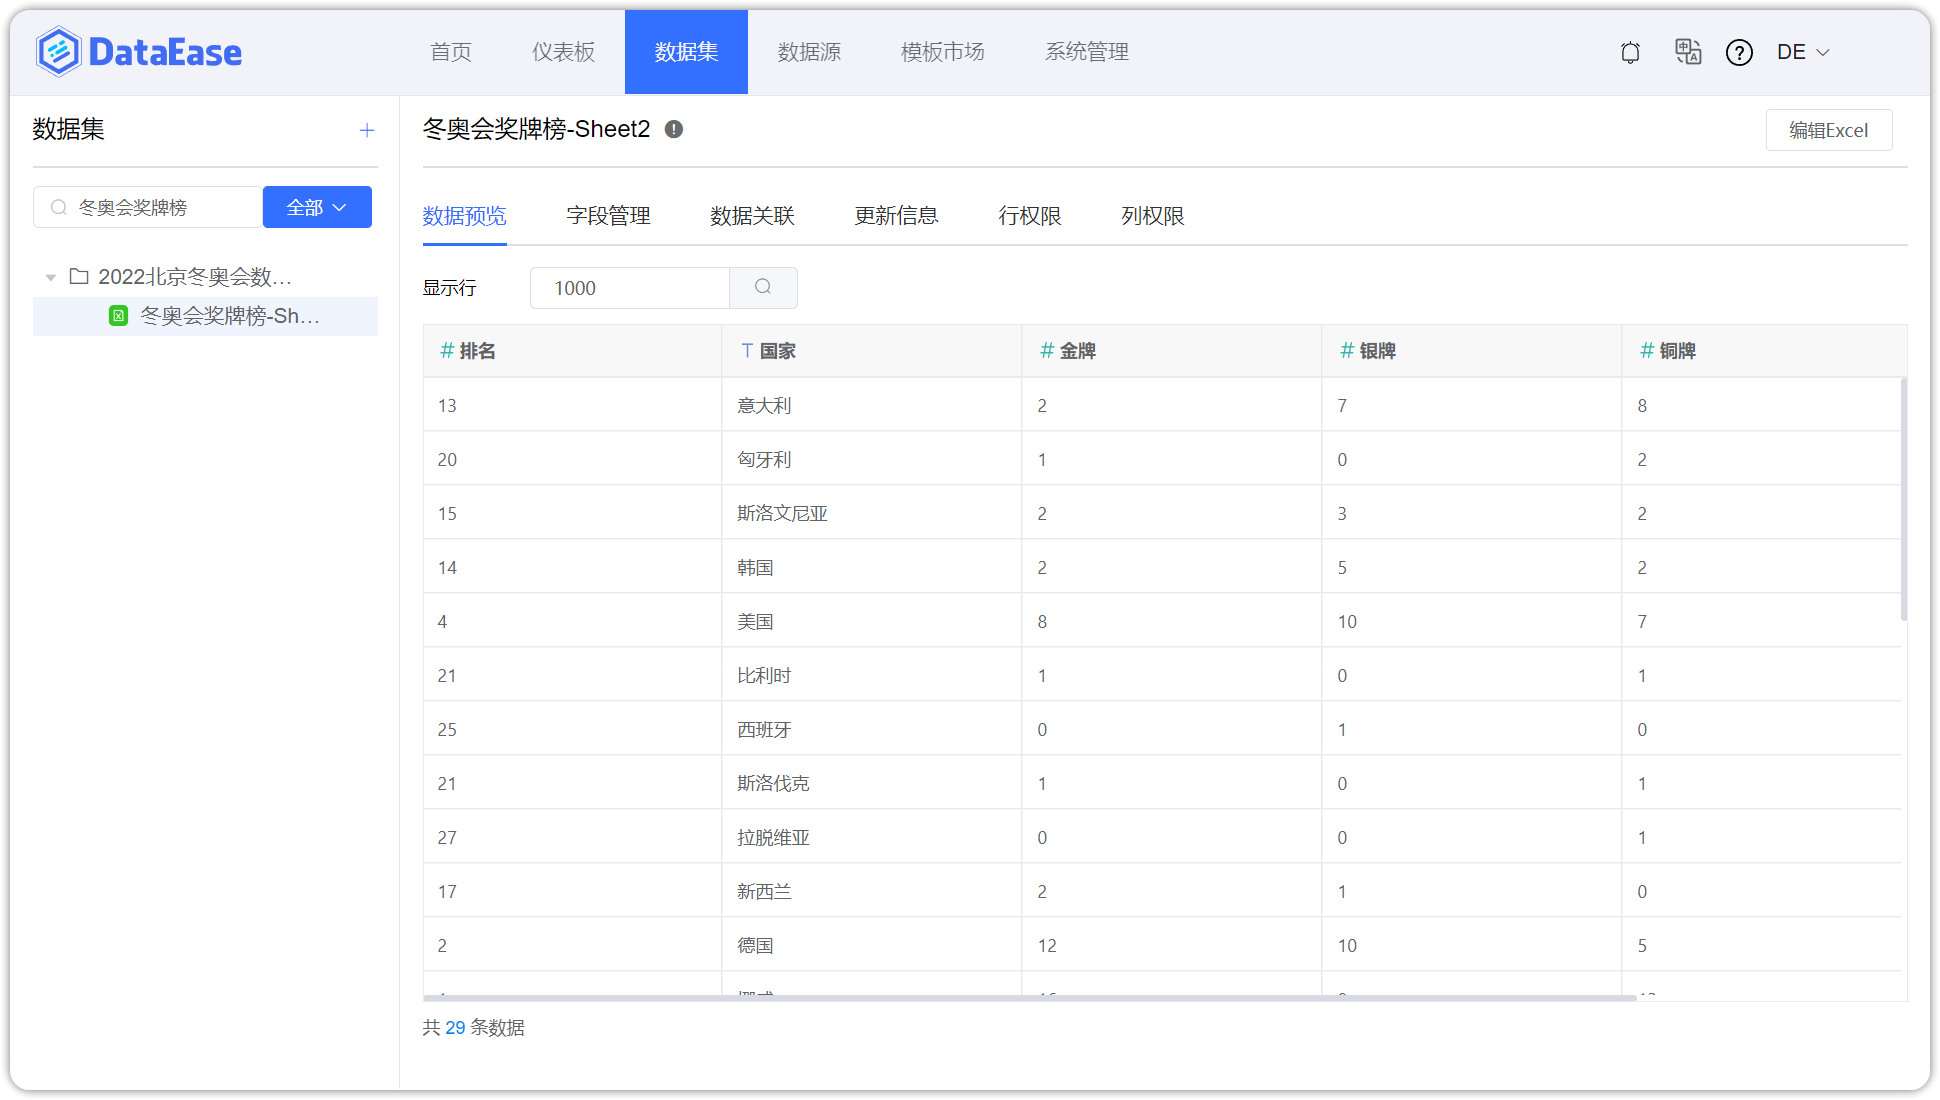 DataEase 首页 仪表板 数据集 数据源 模板市场 系统管理 DE
数据集
冬奥会奖牌榜
全部
2022北京冬奥会数...
冬奥会奖牌榜-Sh...
冬奥会奖牌榜-Sheet2
编辑Excel
数据预览 字段管理 数据关联 更新信息 行权限 列权限
显示行 1000
# 排名 T 国家 # 金牌 # 银牌 # 铜牌
13 意大利 2 7 8
20 匈牙利 1 0 2
15 斯洛文尼亚 2 3 2
14 韩国 2 5 2
4 美国 8 10 7
21 比利时 1 0 1
25 西班牙 0 1 0
21 斯洛伐克 1 0 1
27 拉脱维亚 0 0 1
17 新西兰 2 1 0
2 德国 12 10 5
共 29 条数据